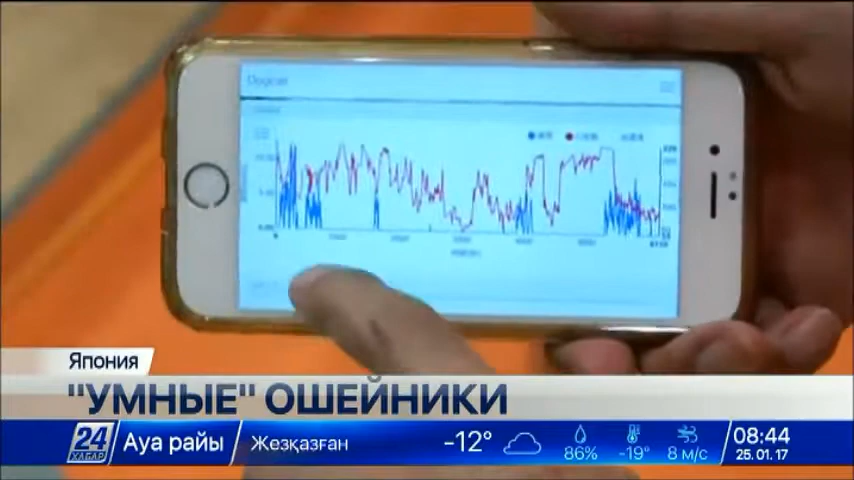 Япония
"УМНЫЕ" ОШЕЙНИКИ
24
ХАБАР
Ауа райы
Жезқазған
-12°
86%
-19°
8 м/с
08:44
25.01.17